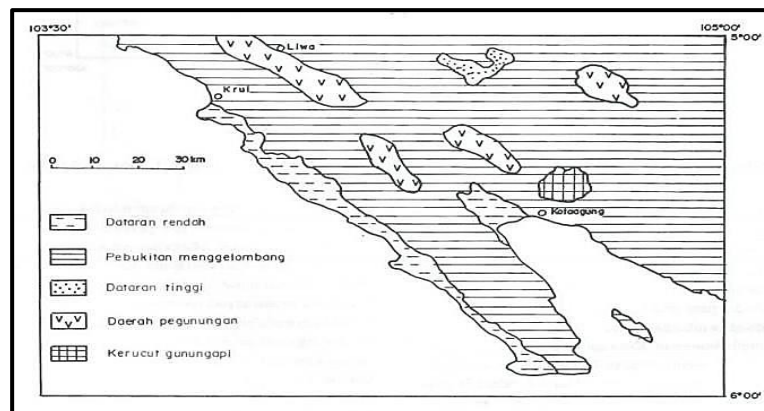 103°30' 105°00'
5°00'
Liwa
Krui
0 10 20 30 km
Kotaagung
Dataran rendah
Pebukitan menggelombang
Dataran tinggi
Daerah pegunungan
Kerucut gunungapi
6°00'